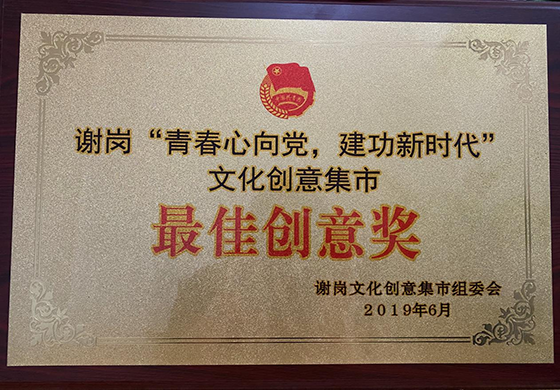 谢岗“青春心向党，建功新时代”
文化创意集市
最佳创意奖
谢岗文化创意集市组委会
2019年6月